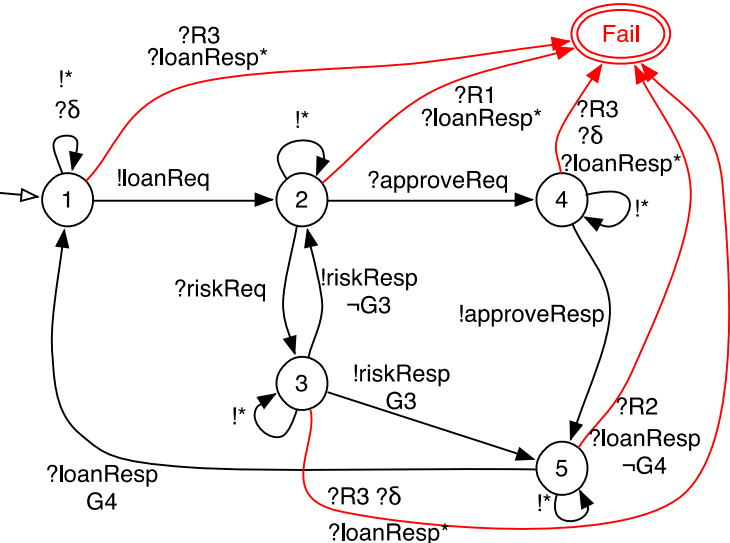 ?R3
?loanResp*
Fail
!*
?δ
!*
?R1
?loanResp*
?R3
?δ
?loanResp*
1
!loanReq
2
?approveReq
4
!*
?riskReq
!riskResp
¬G3
!approveResp
3
!riskResp
G3
!*
?R2
?loanResp
¬G4
5
!*
?loanResp
G4
?R3 ?δ
?loanResp*